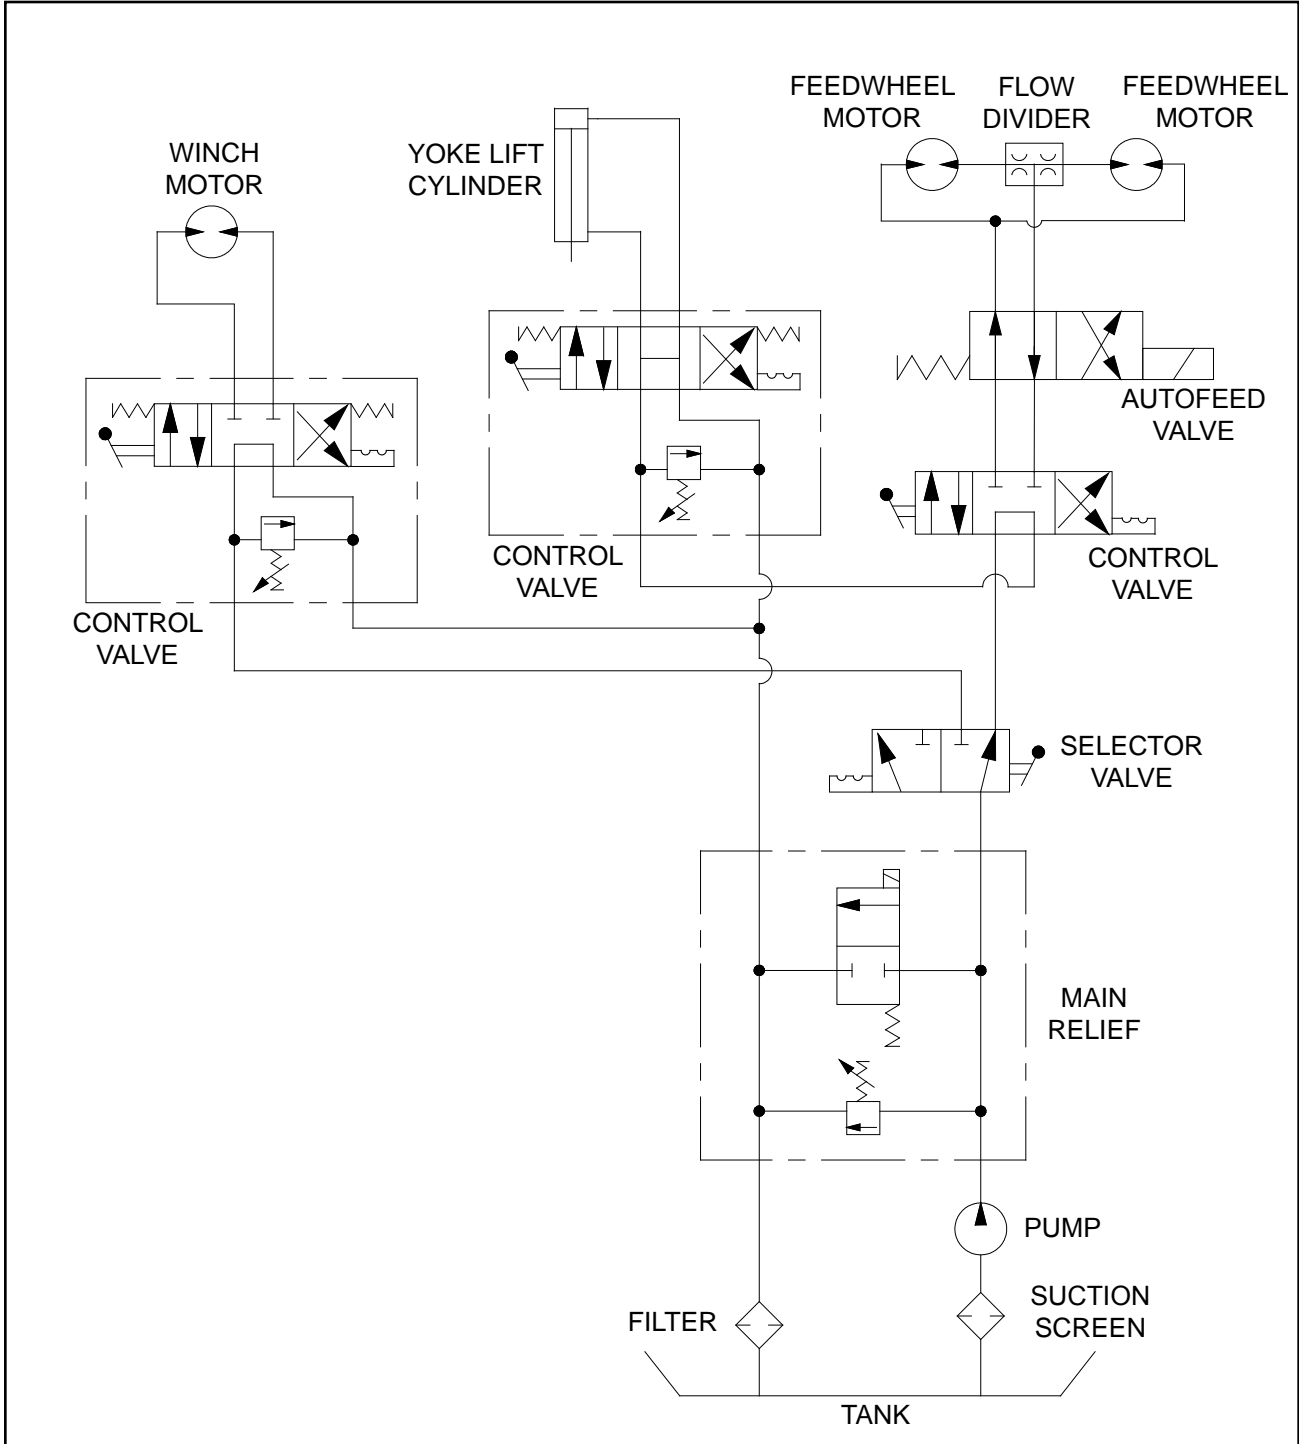 FEEDWHEEL
MOTOR
FLOW
DIVIDER
FEEDWHEEL
MOTOR
WINCH
MOTOR
YOKE LIFT
CYLINDER
AUTOFEED
VALVE
CONTROL
VALVE
CONTROL
VALVE
CONTROL
VALVE
SELECTOR
VALVE
MAIN
RELIEF
PUMP
SUCTION
SCREEN
FILTER
TANK